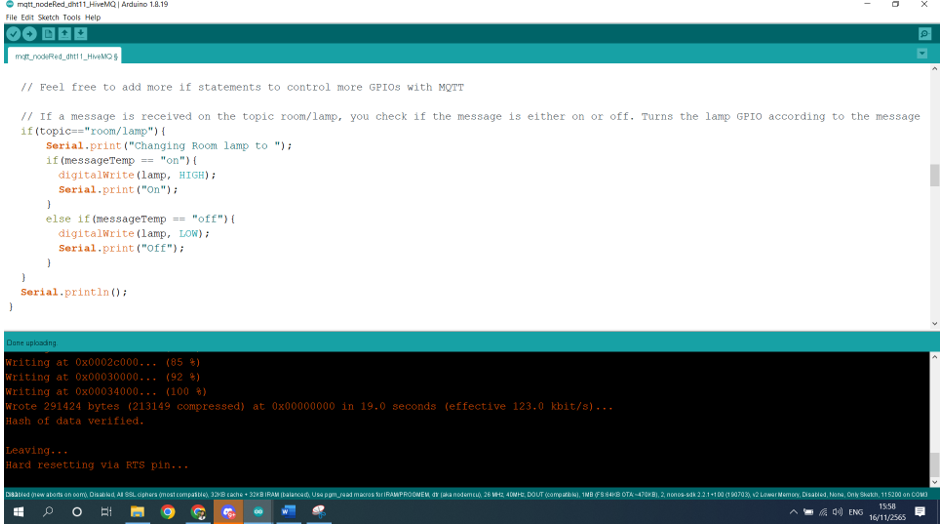 mqtt_nodeRed_dht11_HiveMQ | Arduino 1.8.19
File Edit Sketch Tools Help
mqtt_nodeRed_dht11_HiveMQ §
// Feel free to add more if statements to control more GPIOs with MQTT
// If a message is received on the topic room/lamp, you check if the message is either on or off. Turns the lamp GPIO according to the message
if(topic=="room/lamp"){
Serial.print("Changing Room lamp to ");
if(messageTemp == "on"){
digitalWrite(lamp, HIGH);
Serial.print("On");
}
else if(messageTemp == "off"){
digitalWrite(lamp, LOW);
Serial.print("Off");
}
}
Serial.println();
}
Done uploading
Writing at 0x0002c000... (85 %)
Writing at 0x00030000... (92 %)
Writing at 0x00034000... (100 %)
Wrote 291424 bytes (213149 compressed) at 0x00000000 in 19.0 seconds (effective 123.0 kbit/s)...
Hash of data verified.
Leaving...
Hard resetting via RTS pin...
(new aborts on oom), Disabled, All SSL ciphers (most compatible), 32KB cache + 32KB IRAM (balanced), Use pgm_read macros for IRAM/PROGMEM, dtr (aka nodemcu), 26 MHz, 40MHz, DOUT (compatible), 1MB (FS:64KB OTA:~470KB), 2, nonos-sdk 2.2.1+100 (190703), v2 Lower Memory, Disabled, None, Only Sketch, 115200 on COM3
ENG
15:58
16/11/2565